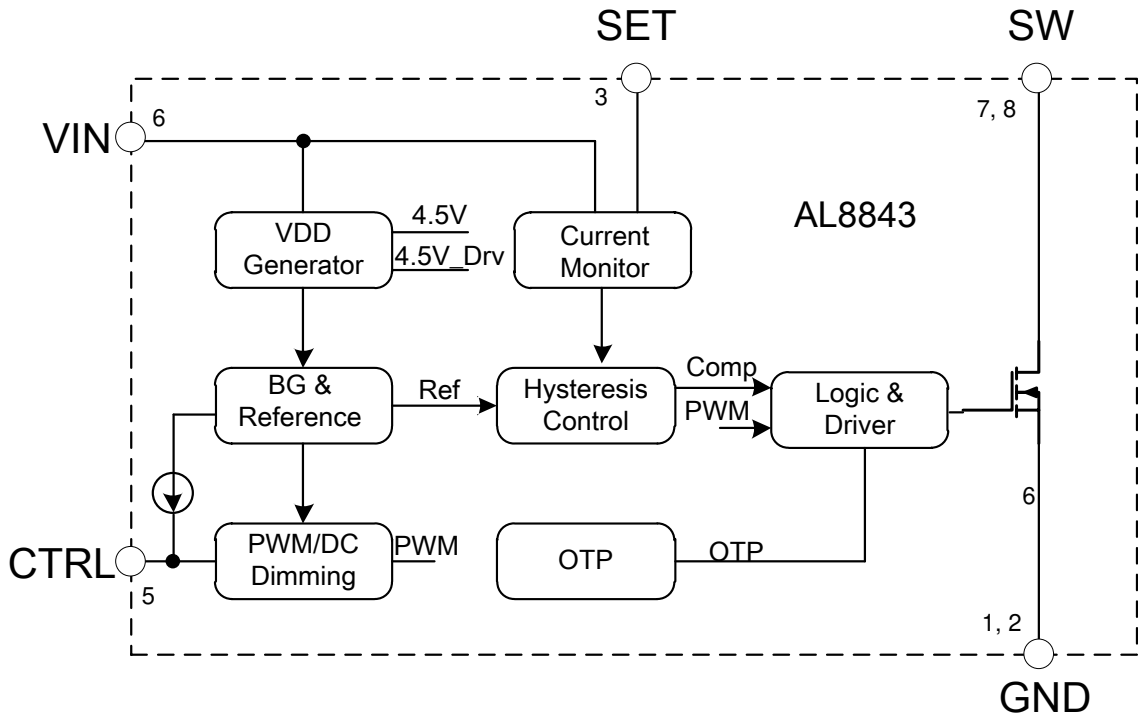 SET
SW
3
7, 8
6
VIN
AL8843
4.5V
VDD
Generator
4.5V_Drv
Current
Monitor
Comp
BG &
Reference
Ref
Hysteresis
Control
PWM
Logic &
Driver
6
CTRL
5
PWM/DC
Dimming
PWM
OTP
OTP
1, 2
GND